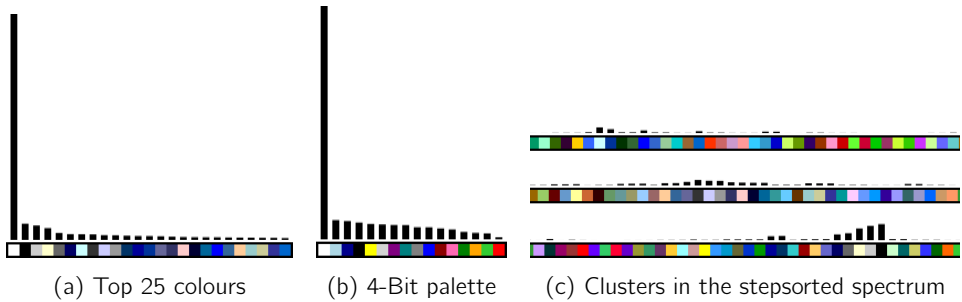 (a) Top 25 colours
(b) 4-Bit palette
(c) Clusters in the stepsorted spectrum